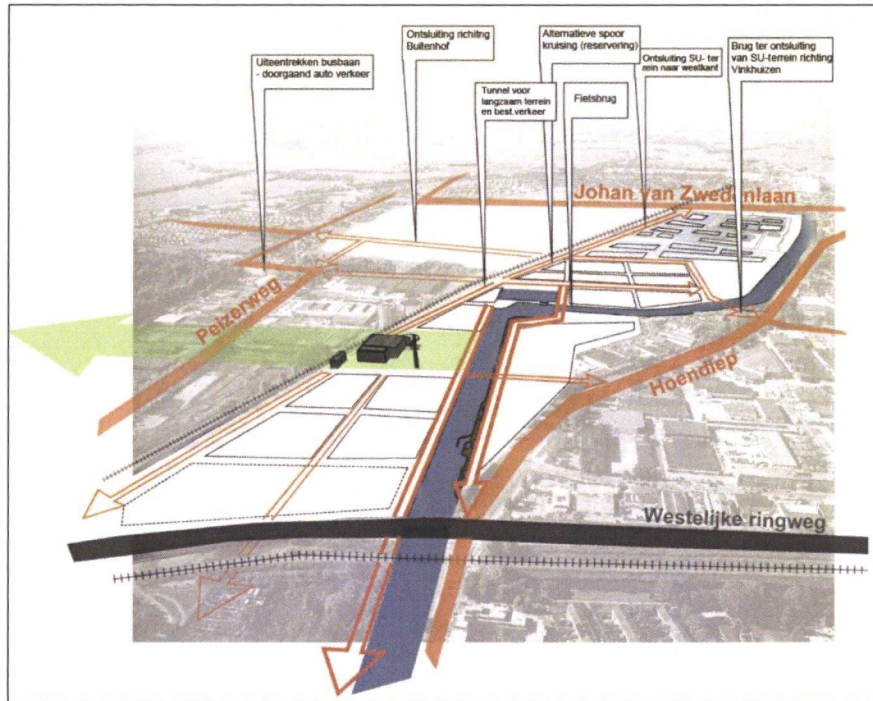 Uiteentrekken busbaan
- doorgaand auto verkeer
Ontsluiting richitng
Buitenhof
Tunnel voor
langzaam terrein
en best.verkeer
Alternatieve spoor
kruising (reservering)
Fietsbrug
Ontsluiting SU- ter
rein naar westkant
Brug ter ontsluiting
van SU-terrein richting
Vinkhuizen
Johan van Zwedenlaan
Peizerweg
Hoendiep
Westelijke ringweg